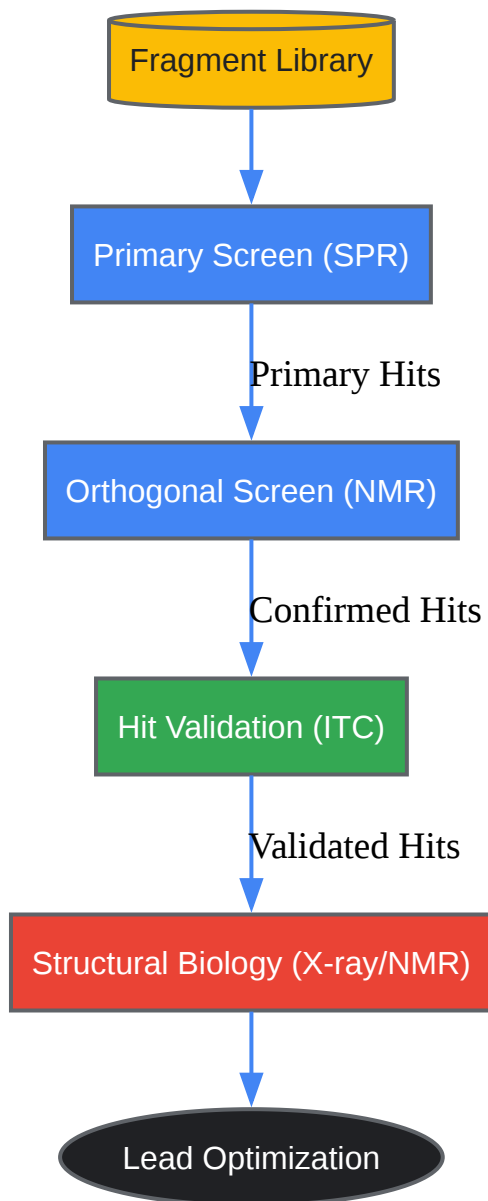 Fragment Library
Primary Screen (SPR)
Primary Hits
Orthogonal Screen (NMR)
Confirmed Hits
Hit Validation (ITC)
Validated Hits
Structural Biology (X-ray/NMR)
Lead Optimization